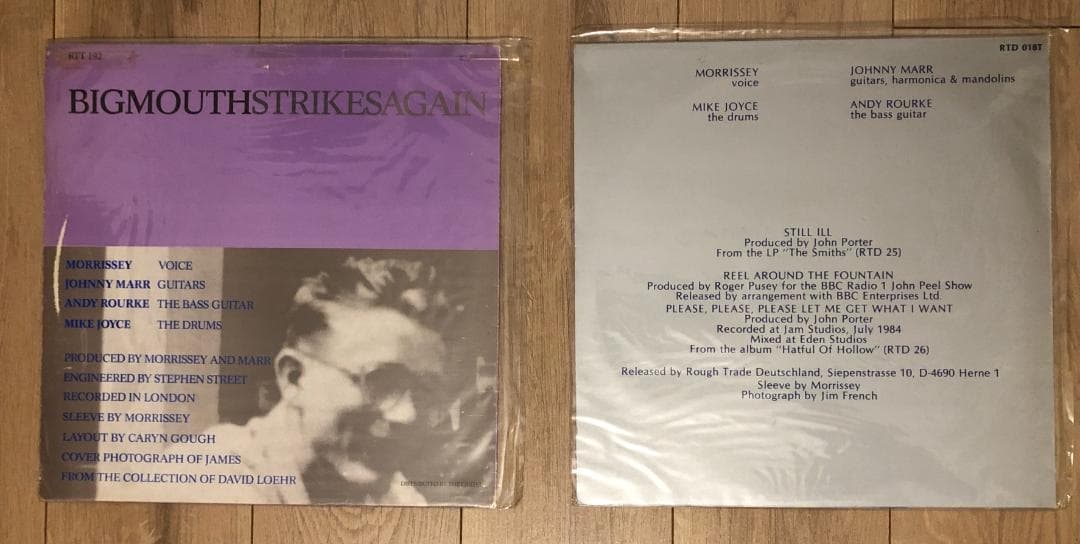 RTT 192
BIGMOUTHSTRIKESAGAIN
MORRISSEY VOICE
JOHNNY MARR GUITARS
ANDY ROURKE THE BASS GUITAR
MIKE JOYCE THE DRUMS
PRODUCED BY MORRISSEY AND MARR
ENGINEERED BY STEPHEN STREET
RECORDED IN LONDON
SLEEVE BY MORRISSEY
LAYOUT BY CARYN GOUGH
COVER PHOTOGRAPH OF JAMES
FROM THE COLLECTION OF DAVID LOEHR
DISTRIBUTED BY THE CARTEL
RTD 018T
MORRISSEY
voice
JOHNNY MARR
guitars, harmonica & mandolins
MIKE JOYCE
the drums
ANDY ROURKE
the bass guitar
STILL ILL
Produced by John Porter
From the LP "The Smiths" (RTD 25)
REEL AROUND THE FOUNTAIN
Produced by Roger Pusey for the BBC Radio 1 John Peel Show
Released by arrangement with BBC Enterprises Ltd.
PLEASE, PLEASE, PLEASE LET ME GET WHAT I WANT
Produced by John Porter
Recorded at Jam Studios, July 1984
Mixed at Eden Studios
From the album "Hatful Of Hollow" (RTD 26)
Released by Rough Trade Deutschland, Siepenstrasse 10, D-4690 Herne 1
Sleeve by Morrissey
Photograph by Jim French